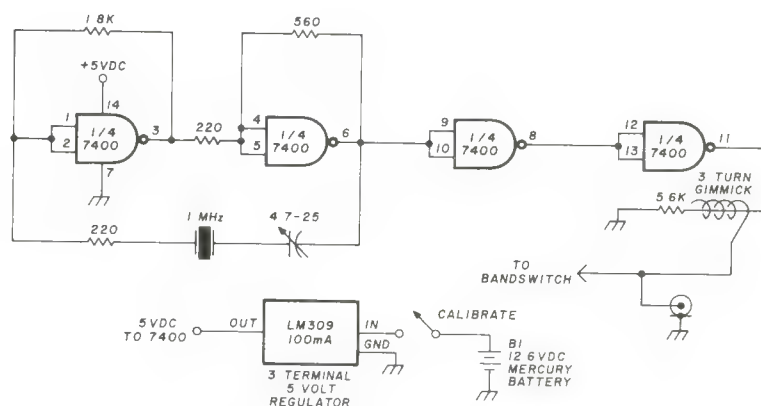 1 8K
560
+5VDC
14
1
2
1/4
7400
3
7
220
4
5
1/4
7400
6
9
10
1/4
7400
8
12
13
1/4
7400
11
3 TURN
GIMMICK
5 6K
220
1 MHz
4 7-25
TO
BANDSWITCH
5VDC
TO 7400
OUT
LM309
100mA
IN
GND
CALIBRATE
3 TERMINAL
5 VOLT
REGULATOR
B1
12 6VDC
MERCURY
BATTERY